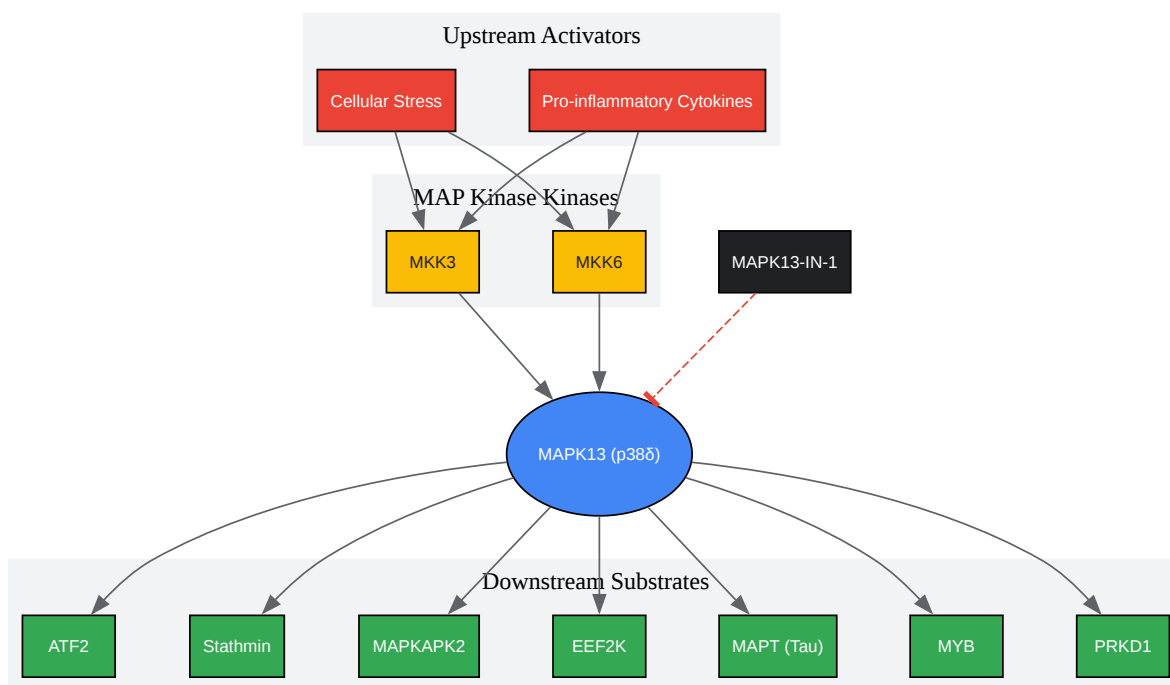 Upstream Activators
Cellular Stress
Pro-inflammatory Cytokines
MAP Kinase Kinases
MKK3
MKK6
MAPK13-IN-1
MAPK13 (p38δ)
Downstream Substrates
ATF2
Stathmin
MAPKAPK2
EEF2K
MAPT (Tau)
MYB
PRKD1